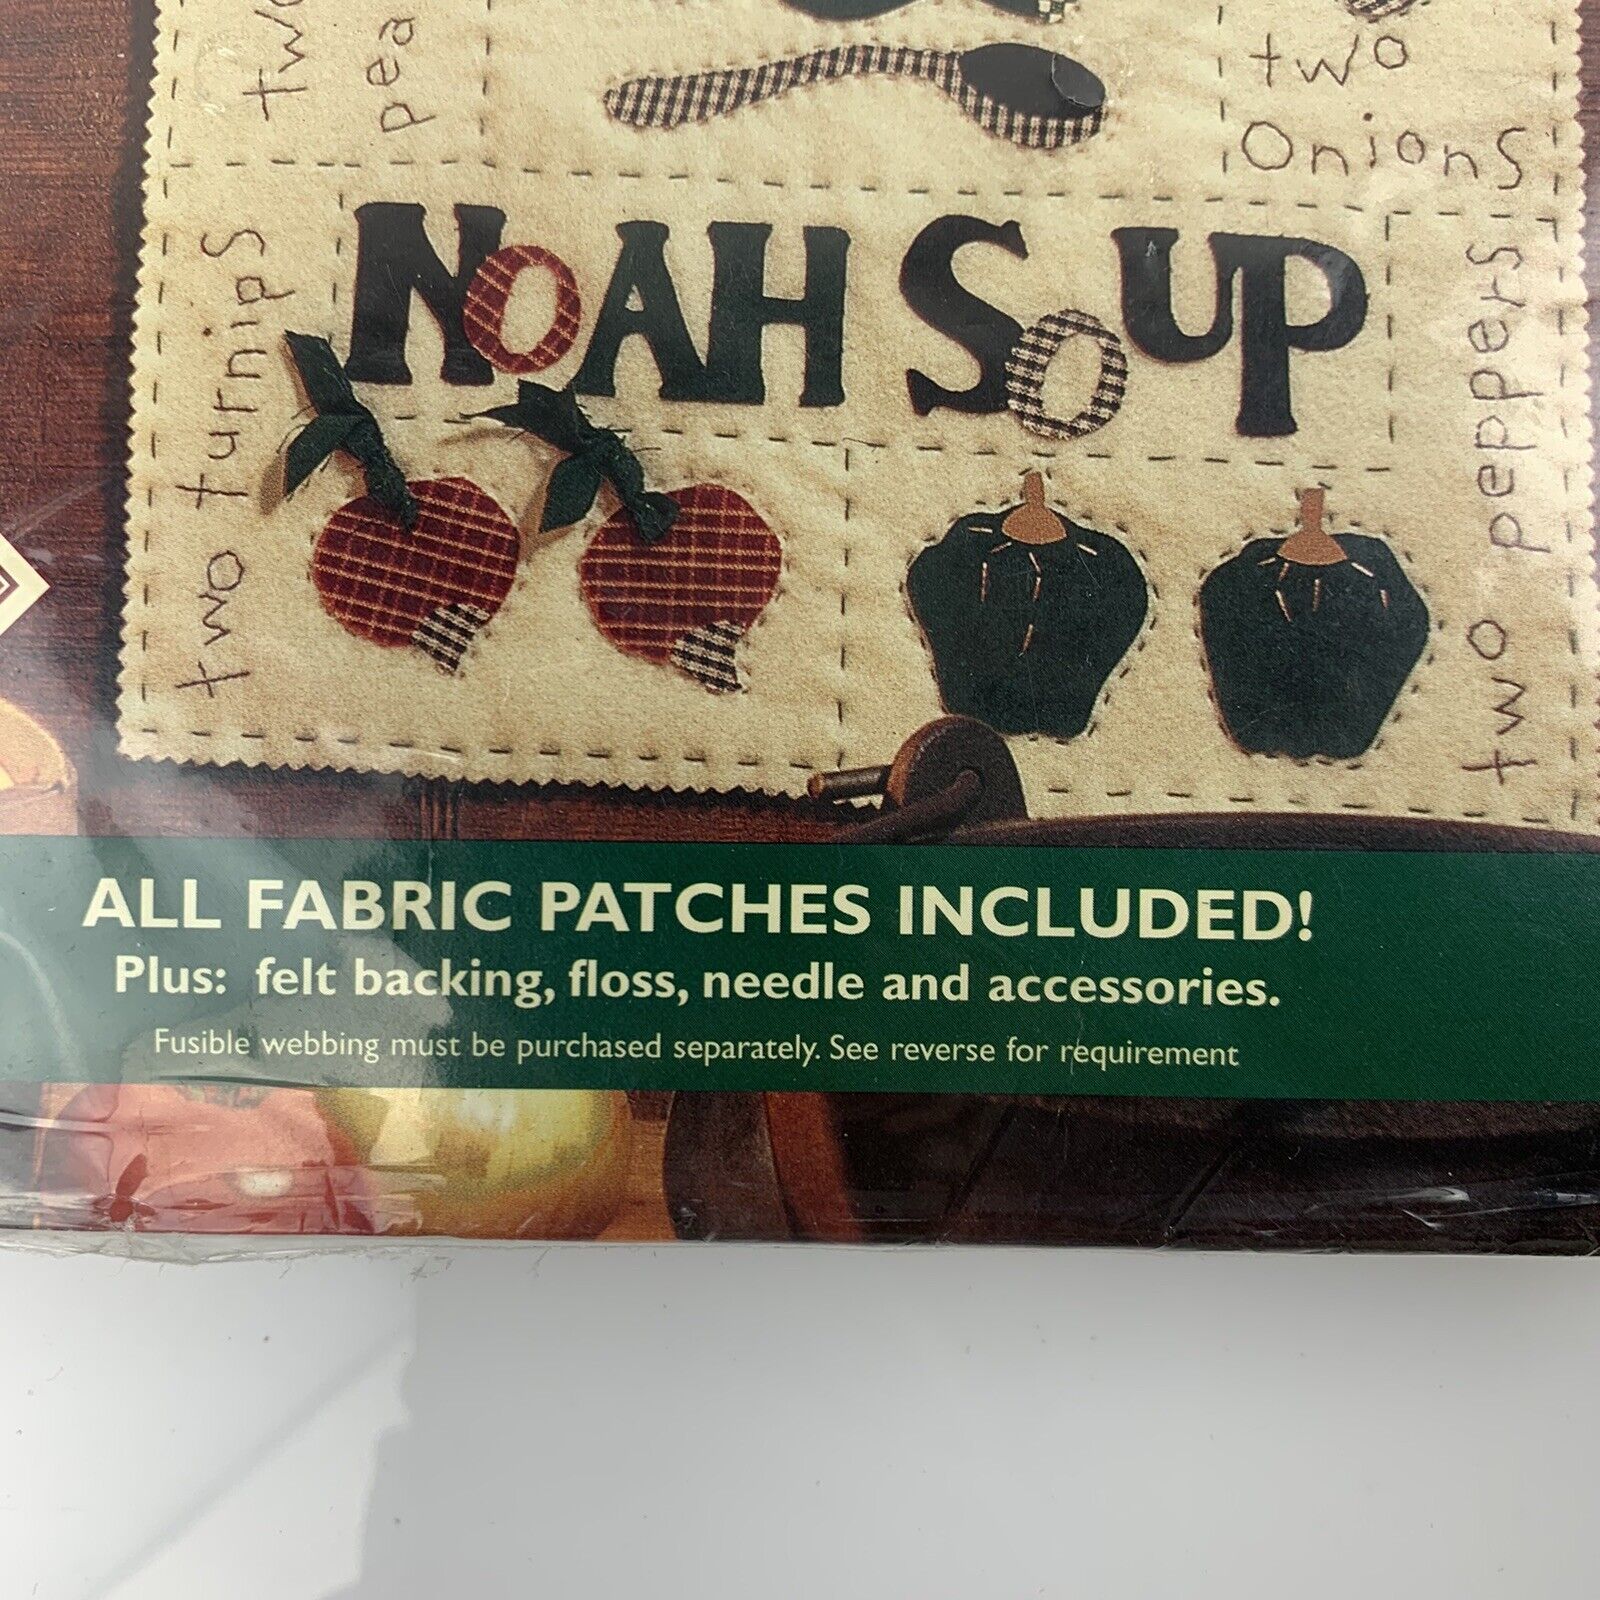 two
pea
two
Onions
NOAH SOUP
two turnips
two peppers
ALL FABRIC PATCHES INCLUDED!
Plus: felt backing, floss, needle and accessories.
Fusible webbing must be purchased separately. See reverse for requirement